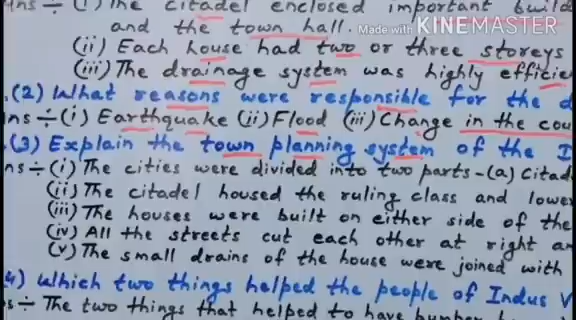 Ans ÷ (i) The citadel enclosed important build
and the town hall. Made with KINEMASTER
(ii) Each house had two or three storeys
(iii) The drainage system was highly efficie
.(2) What reasons were responsible for the d
ns ÷ (i) Earthquake (ii) Flood (iii) Change in the cou
.(3) Explain the town planning system of the I
ns ÷ (i) The cities were divided into two parts - (a) Citad
(ii) The citadel housed the ruling class and lowe
(iii) The houses were built on either side of the
(iv) All the streets cut each other at right a
(v) The small drains of the house were joined with
4) Which two things helped the people of Indus V
s ÷ The two things that helped to have bumper